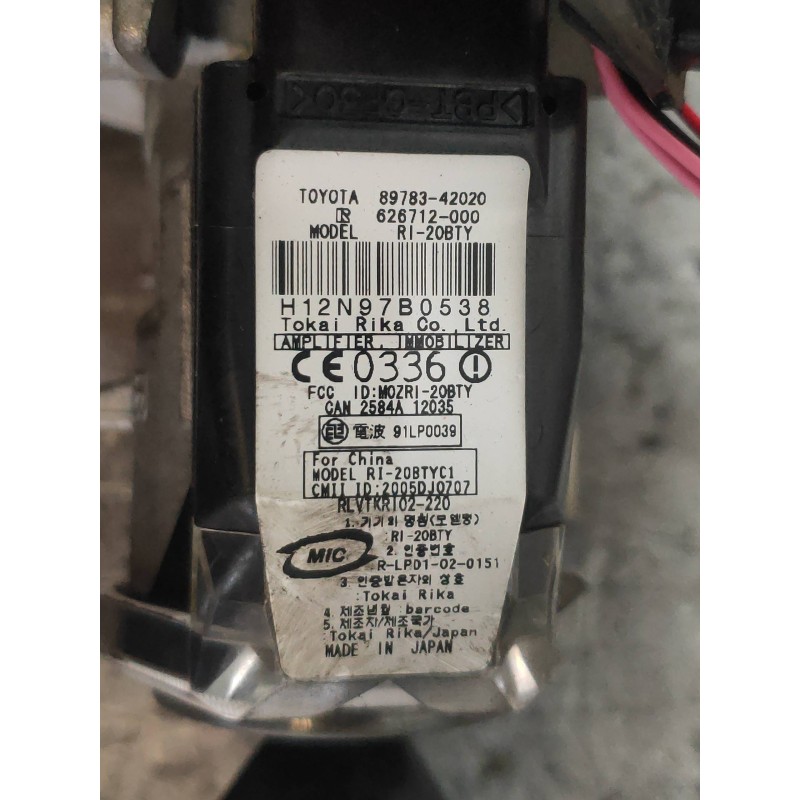 >PBT-GF30<
TOYOTA 89783-42020
R 626712-000
MODEL RI-20BTY
H12N97B0538
Tokai Rika Co., Ltd.
AMPLIFIER, IMMOBILIZER
CE0336
FCC ID:MOZRI-20BTY
CAN 2584A 12035
電波 91LP0039
For China
MODEL RI-20BTYC1
CMII ID:2005DJ0707
RLVTKRI02-220
1. 기기의 명칭(모델명)
:RI-20BTY
MIC
2. 인증번호
:R-LPD1-02-0151
3. 인증받은자의 상호
:Tokai Rika
4. 제조년월 :barcode
5. 제조자/제조국가
:Tokai Rika/Japan
MADE IN JAPAN